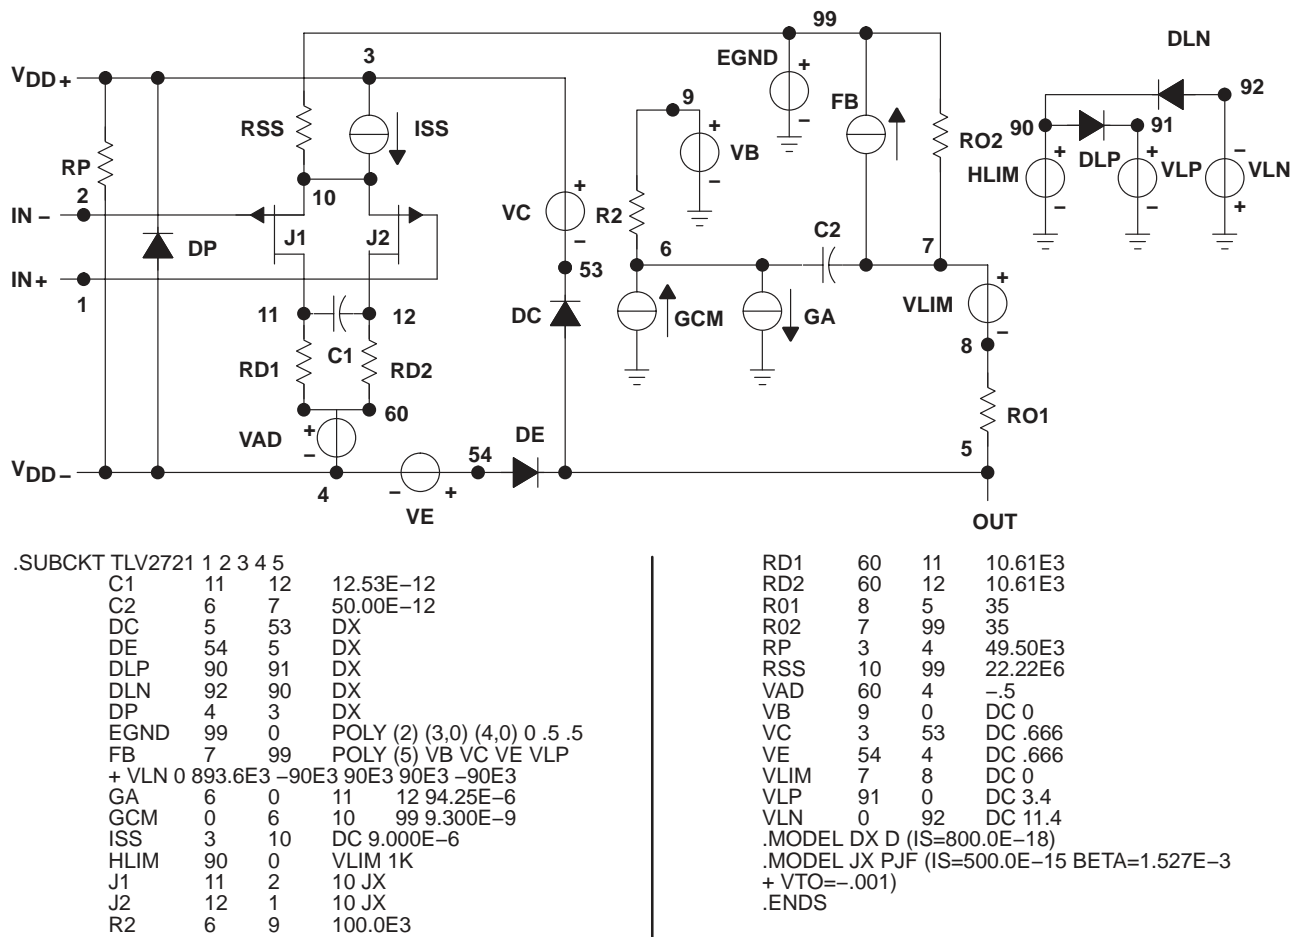 99
DLN
3
EGND
+
−
VDD+
92
9
FB
RSS
ISS
+
90
91
RO2
RP
VB
DLP
10
2
−
HLIM
+
−
+
−
VLP
−
+
VLN
IN−
+
VC
−
R2
C2
J1
J2
DP
6
7
IN+
53
+
1
GCM
GA
VLIM
−
11
12
DC
8
C1
RD1
RD2
RO1
60
+
VAD
−
DE
54
5
VDD−
4
−
+
VE
OUT
.SUBCKT TLV2721 1 2 3 4 5
C1 11 12 12.53E−12
C2 6 7 50.00E−12
DC 5 53 DX
DE 54 5 DX
DLP 90 91 DX
DLN 92 90 DX
DP 4 3 DX
EGND 99 0 POLY (2) (3,0) (4,0) 0 .5 .5
FB 7 99 POLY (5) VB VC VE VLP
+ VLN 0 893.6E3 −90E3 90E3 90E3 −90E3
GA 6 0 11 12 94.25E−6
GCM 0 6 10 99 9.300E−9
ISS 3 10 DC 9.000E−6
HLIM 90 0 VLIM 1K
J1 11 2 10 JX
J2 12 1 10 JX
R2 6 9 100.0E3
RD1 60 11 10.61E3
RD2 60 12 10.61E3
R01 8 5 35
R02 7 99 35
RP 3 4 49.50E3
RSS 10 99 22.22E6
VAD 60 4 −.5
VB 9 0 DC 0
VC 3 53 DC .666
VE 54 4 DC .666
VLIM 7 8 DC 0
VLP 91 0 DC 3.4
VLN 0 92 DC 11.4
.MODEL DX D (IS=800.0E−18)
.MODEL JX PJF (IS=500.0E−15 BETA=1.527E−3
+ VTO=−.001)
.ENDS